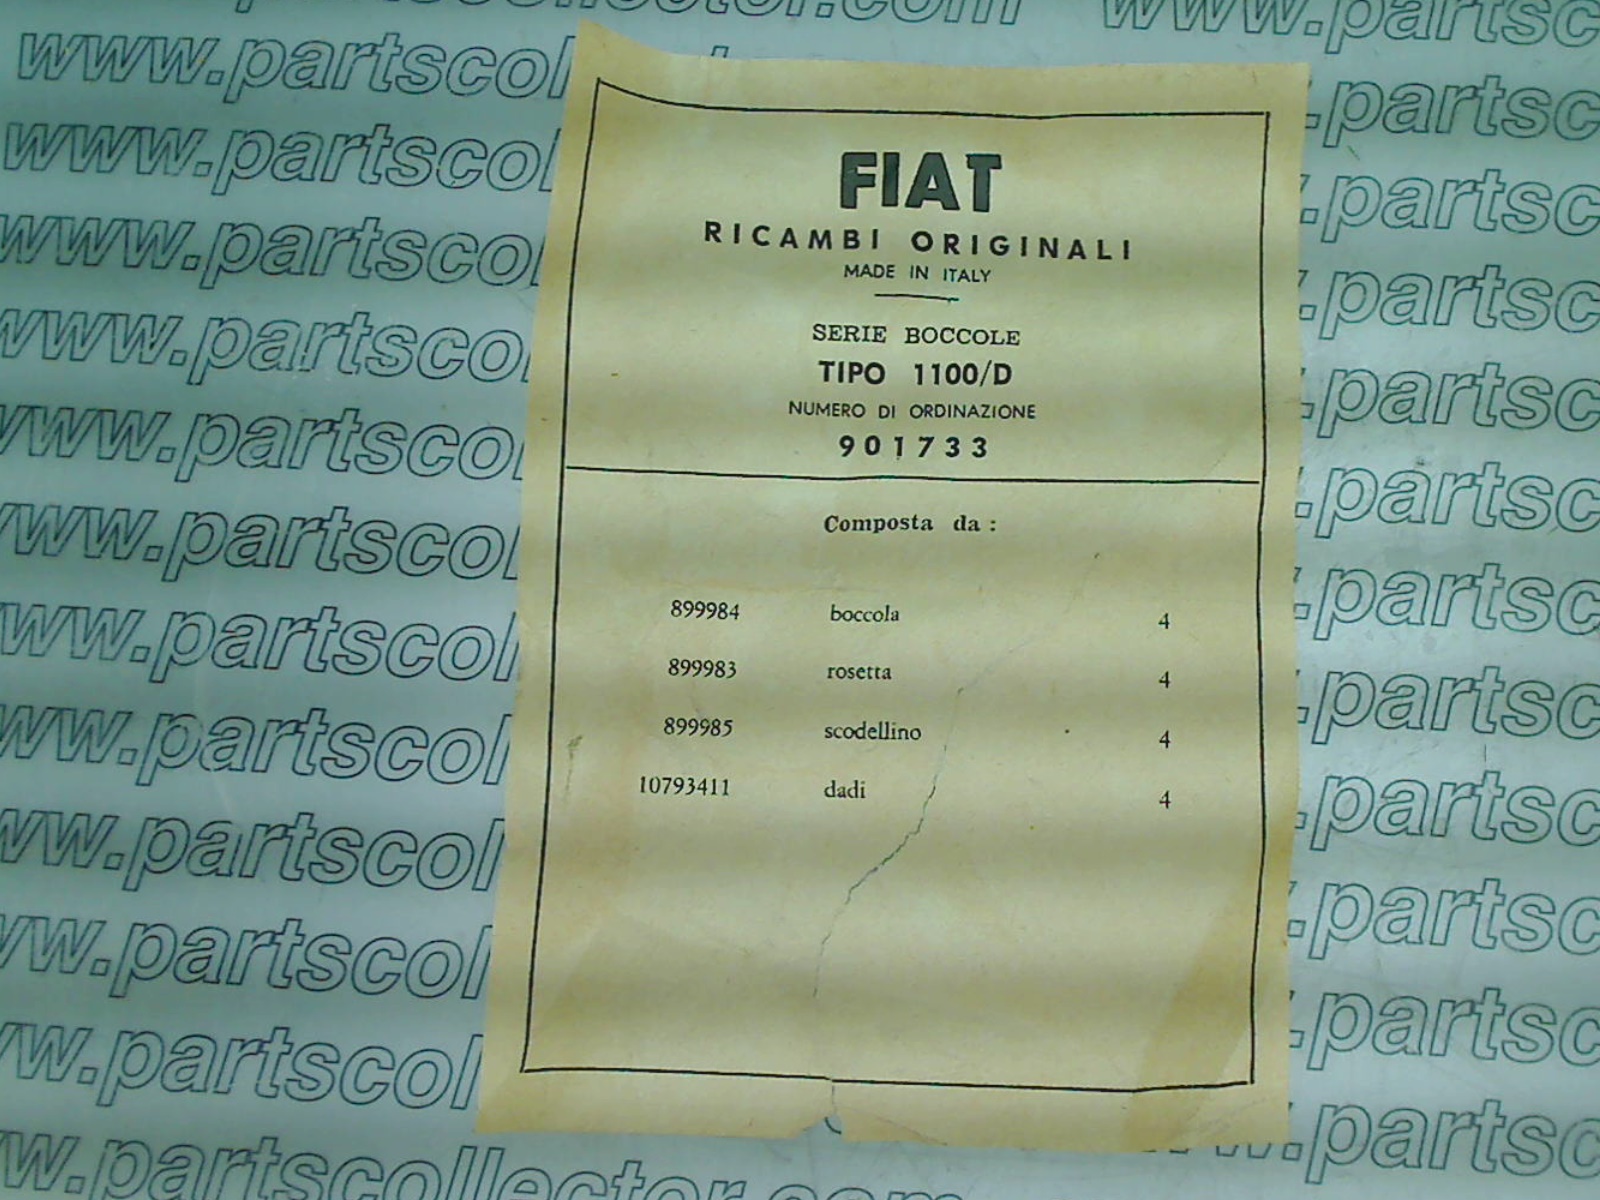 FIAT
RICAMBI ORIGINALI
MADE IN ITALY
SERIE BOCCOLE
TIPO 1100/D
NUMERO DI ORDINAZIONE
901733
Composta da :
899984 boccola 4
899983 rosetta 4
899985 scodellino 4
10793411 dadi 4
www.partscollector.com